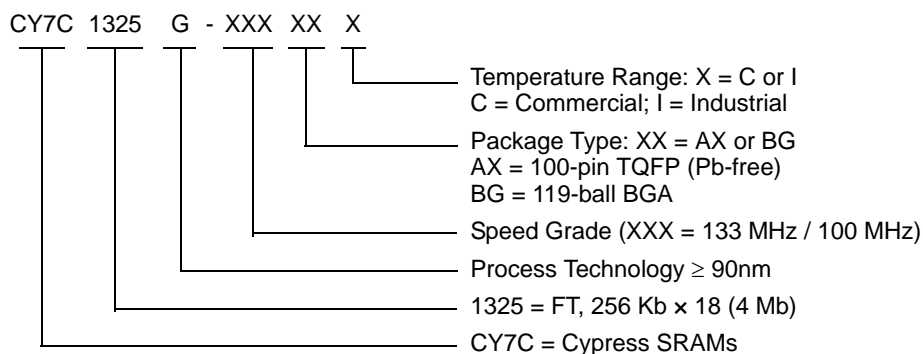 CY7C 1325 G - XXX XX X
Temperature Range: X = C or I
C = Commercial; I = Industrial
Package Type: XX = AX or BG
AX = 100-pin TQFP (Pb-free)
BG = 119-ball BGA
Speed Grade (XXX = 133 MHz / 100 MHz)
Process Technology ≥ 90nm
1325 = FT, 256 Kb × 18 (4 Mb)
CY7C = Cypress SRAMs